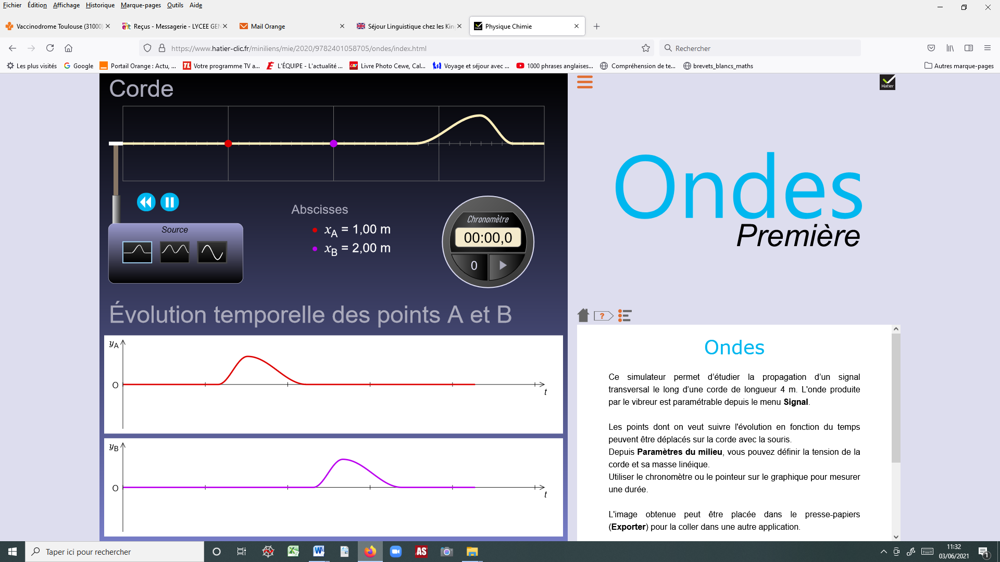 Fichier Édition Affichage Historique Marque-pages Outils Aide
Vaccinodrome Toulouse (31000)
Reçus - Messagerie - LYCEE GEN
Mail Orange
Séjour Linguistique chez les Kin
Physique Chimie
https://www.hatier-clic.fr/miniliens/mie/2020/9782401058705/ondes/index.html
Rechercher
Les plus visités
Google
Portail Orange : Actu, ...
Votre programme TV a...
L'ÉQUIPE - L'actualité ...
Livre Photo Cewe, Cal...
Voyage et séjour avec ...
1000 phrases anglaises...
Compréhension de te...
brevets_blancs_maths
Autres marque-pages
Corde
Abscisses
xA = 1,00 m
xB = 2,00 m
Chronomètre
00:00,0
0
Source
Évolution temporelle des points A et B
yA
O
t
yB
O
t
Hatier
Ondes
Première
?
Ondes
Ce simulateur permet d’étudier la propagation d’un signal
transversal le long d’une corde de longueur 4 m. L'onde produite
par le vibreur est paramétrable depuis le menu Signal.
Les points dont on veut suivre l'évolution en fonction du temps
peuvent être déplacés sur la corde avec la souris.
Depuis Paramètres du milieu, vous pouvez définir la tension de la
corde et sa masse linéique.
Utiliser le chronomètre ou le pointeur sur le graphique pour mesurer
une durée.
L'image obtenue peut être placée dans le presse-papiers
(Exporter) pour la coller dans une autre application.
Taper ici pour rechercher
AS
11:32
03/06/2021
1